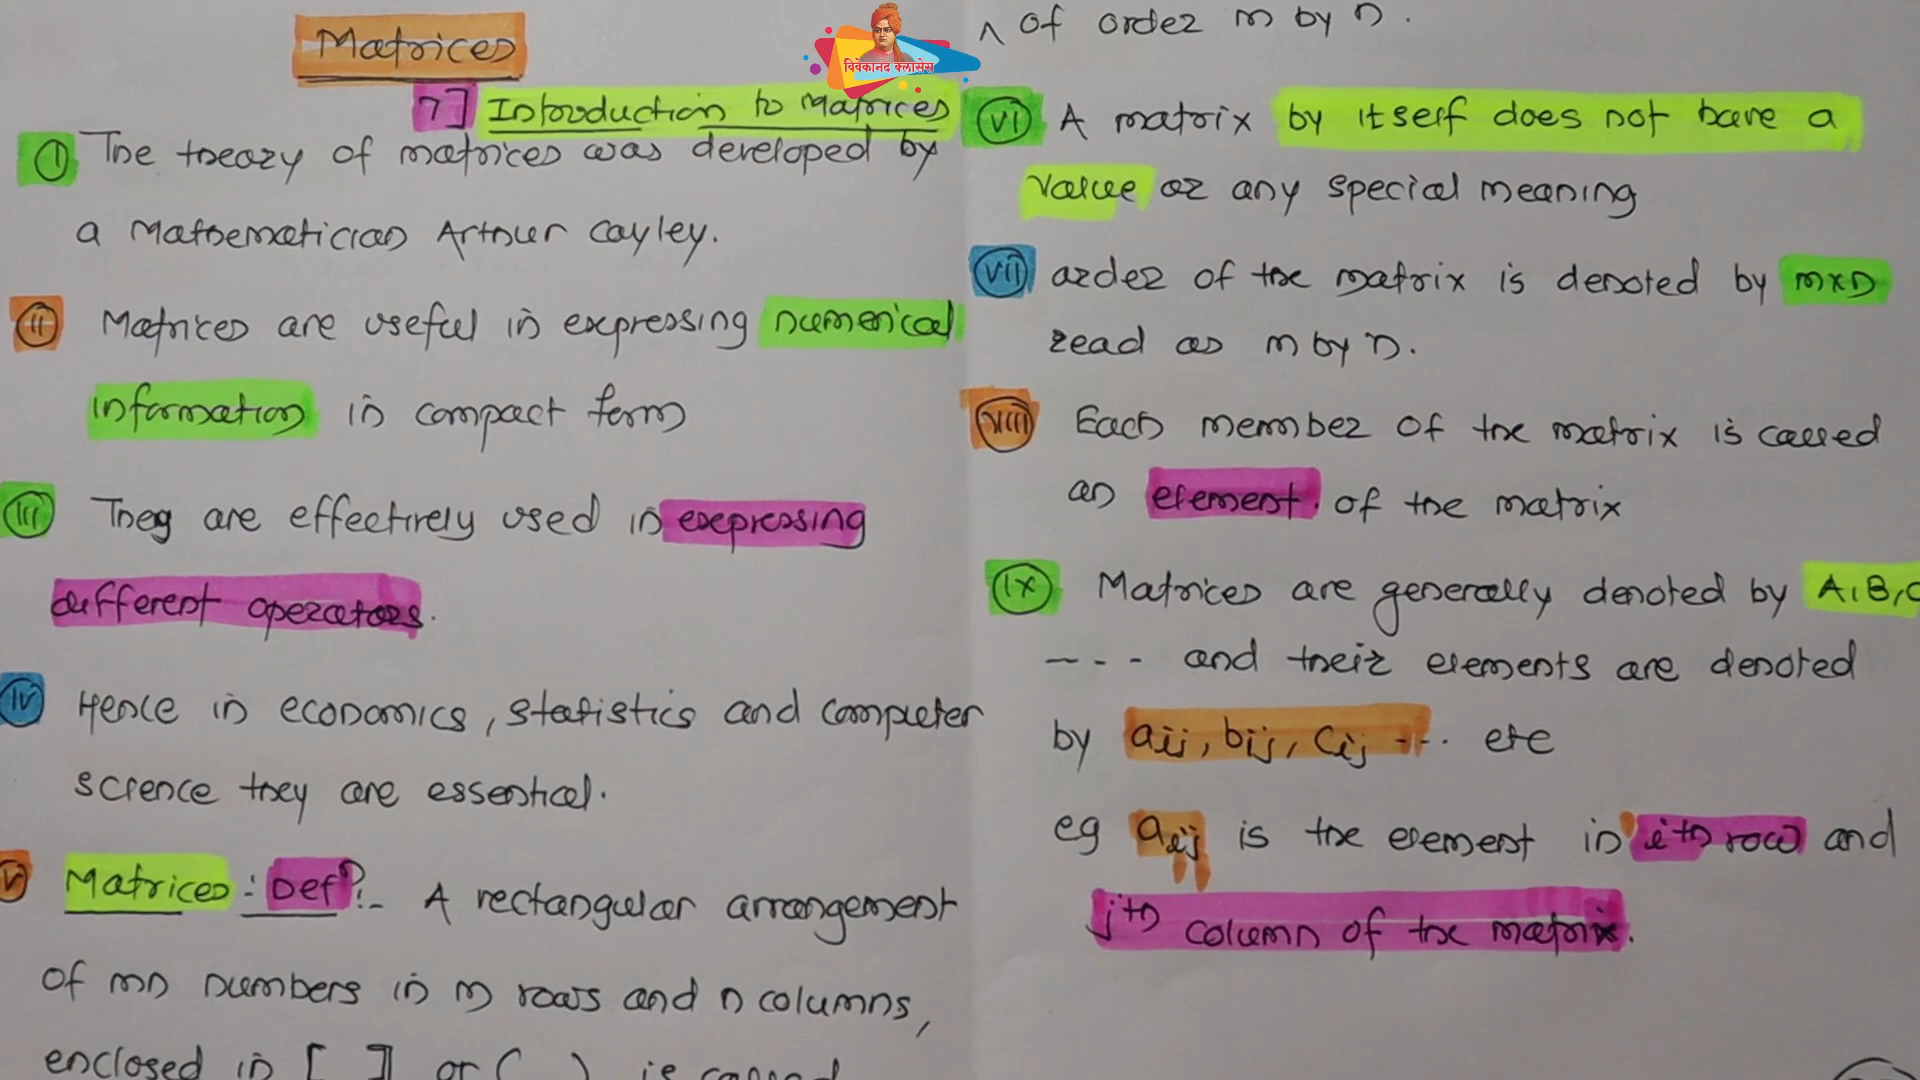 Matrices
विवेकानंद क्लासेस
7] Introduction to Matrices
(I) The theory of matrices was developed by
a Mathematician Arthur Cayley.
(ii) Matrices are useful in expressing numerical
information in compact form
(iii) They are effectively used in expressing
different operators.
(iv) Hence in economics, statistics and computer
science they are essential.
(v) Matrices : Defn :- A rectangular arrangement
of mn numbers in m rows and n columns,
enclosed in [ ] or ( ) is called
^ of order m by n.
(vi) A matrix by itself does not have a
value or any special meaning
(vii) order of the matrix is denoted by m×n
read as m by n.
(viii) Each member of the matrix is called
an element of the matrix
(ix) Matrices are generally denoted by A, B, C
---- and their elements are denoted
by aij, bij, cij --- etc
eg aij is the element in ith row and
jth column of the matrix.